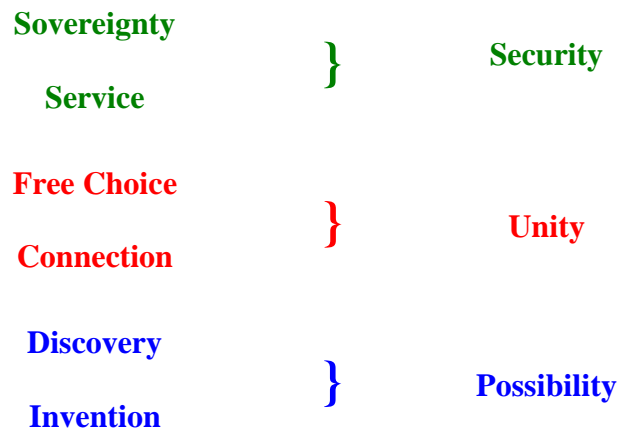 Sovereignty
} Security
Service
Free Choice
} Unity
Connection
Discovery
} Possibility
Invention